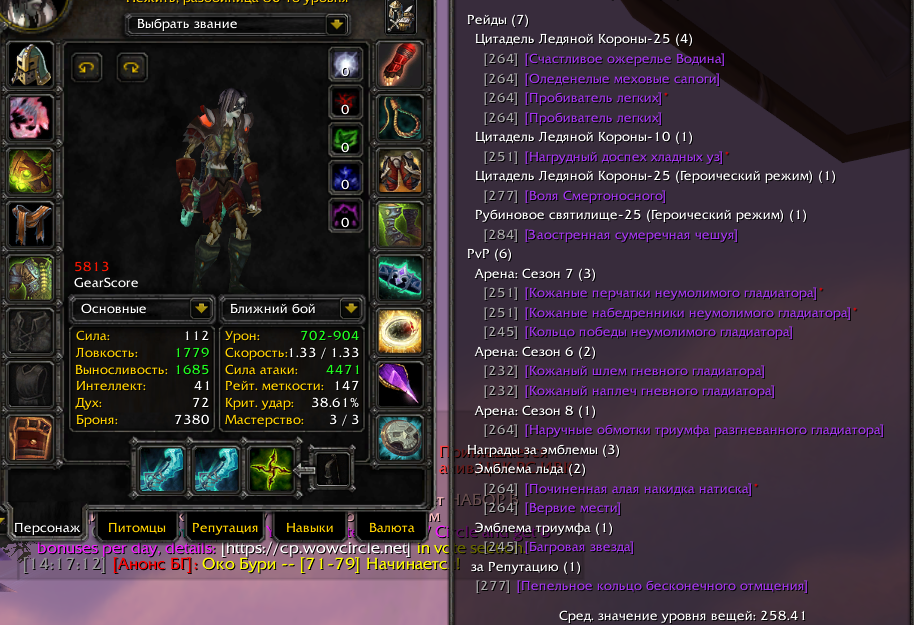 Нежить, разбойница 80-го уровня
Выбрать звание
0
0
0
0
0
5813
GearScore
Основные
Ближний бой
Сила: 112
Ловкость: 1779
Выносливость: 1685
Интеллект: 41
Дух: 72
Броня: 7380
Урон: 702-904
Скорость: 1.33 / 1.33
Сила атаки: 4471
Рейт. меткости: 147
Крит. удар: 38.61%
Мастерство: 3 / 3
Персонаж
Питомцы
Репутация
Навыки
Валюта
bonuses per day, details: [https://cp.wowcircle.net] in
[14:17:12] [Анонс БГ]: Око Бури -- [71-79] Начинаетс
Рейды (7)
Цитадель Ледяной Короны-25 (4)
[264] [Счастливое ожерелье Водина]
[264] [Оледенелые меховые сапоги]
[264] [Пробиватель легких]*
[264] [Пробиватель легких]
Цитадель Ледяной Короны-10 (1)
[251] [Нагрудный доспех хладных уз]*
Цитадель Ледяной Короны-25 (Героический режим) (1)
[277] [Воля Смертоносного]
Рубиновое святилище-25 (Героический режим) (1)
[284] [Заостренная сумеречная чешуя]
PvP (6)
Арена: Сезон 7 (3)
[251] [Кожаные перчатки неумолимого гладиатора]*
[251] [Кожаные набедренники неумолимого гладиатора]*
[245] [Кольцо победы неумолимого гладиатора]
Арена: Сезон 6 (2)
[232] [Кожаный шлем гневного гладиатора]
[232] [Кожаный наплеч гневного гладиатора]
Арена: Сезон 8 (1)
[264] [Наручные обмотки триумфа разгневанного гладиатора]
Награды за эмблемы (3)
Эмблема льда (2)
[264] [Починенная алая накидка натиска]*
[264] [Вервие мести]
Эмблема триумфа (1)
[245] [Багровая звезда]
за Репутацию (1)
[277] [Пепельное кольцо бесконечного отмщения]
Сред. значение уровня вещей: 258.41